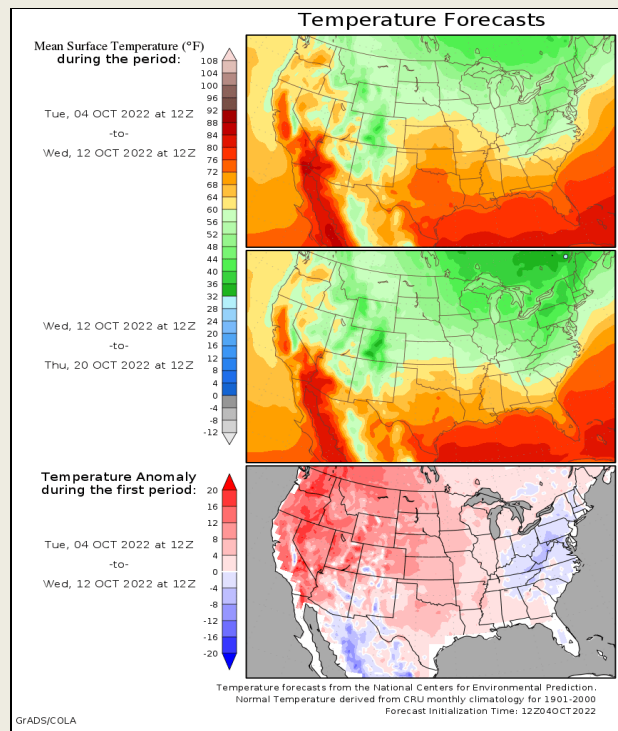 Temperature Forecasts
Mean Surface Temperature (°F)
during the period:
Tue, 04 OCT 2022 at 12Z
-to-
Wed, 12 OCT 2022 at 12Z
108
104
100
96
92
88
84
80
76
72
68
64
60
56
52
48
44
40
36
32
28
24
20
16
12
8
4
0
-4
-8
-12
Wed, 12 OCT 2022 at 12Z
-to-
Thu, 20 OCT 2022 at 12Z
Temperature Anomaly
during the first period:
Tue, 04 OCT 2022 at 12Z
-to-
Wed, 12 OCT 2022 at 12Z
20
16
12
8
4
0
-4
-8
-12
-16
-20
Temperature forecasts from the National Centers for Environmental Prediction.
Normal Temperature derived from CRU monthly climatology for 1901-2000
Forecast Initialization Time: 12Z04OCT2022
GrADS/COLA